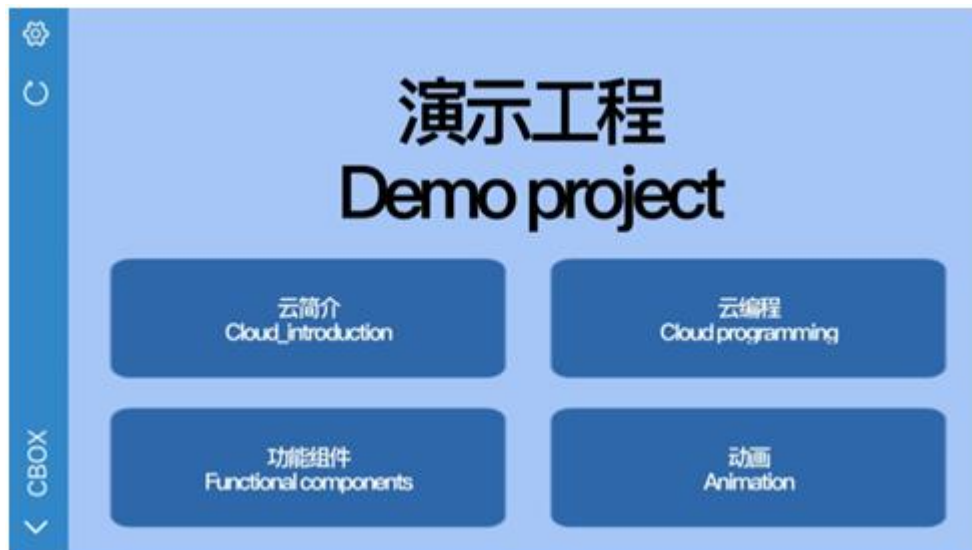 演示工程
Demo project
云简介
Cloud_introduction
云编程
Cloud programming
功能组件
Functional components
动画
Animation
CBOX